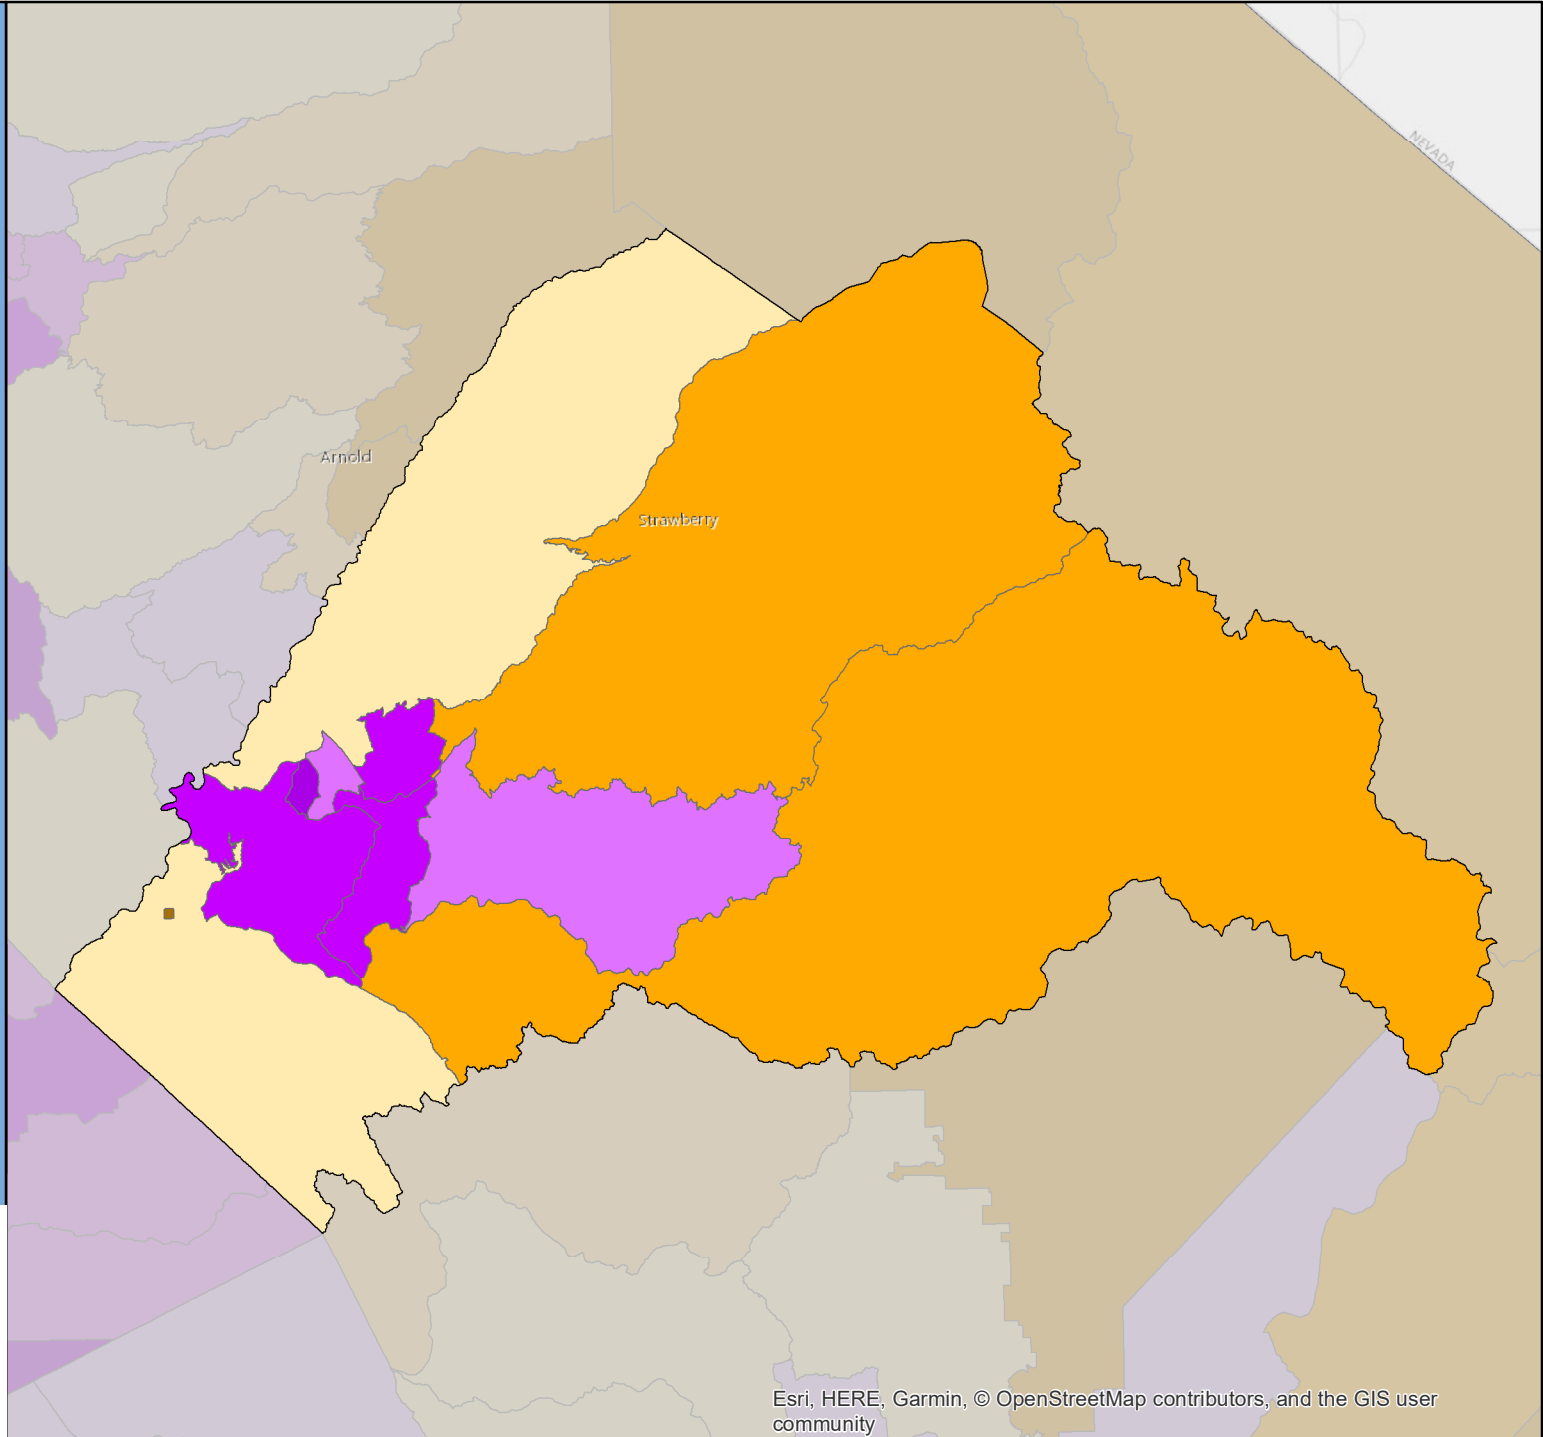 NEVADA
Arnold
Strawberry
Esri, HERE, Garmin, © OpenStreetMap contributors, and the GIS user
community